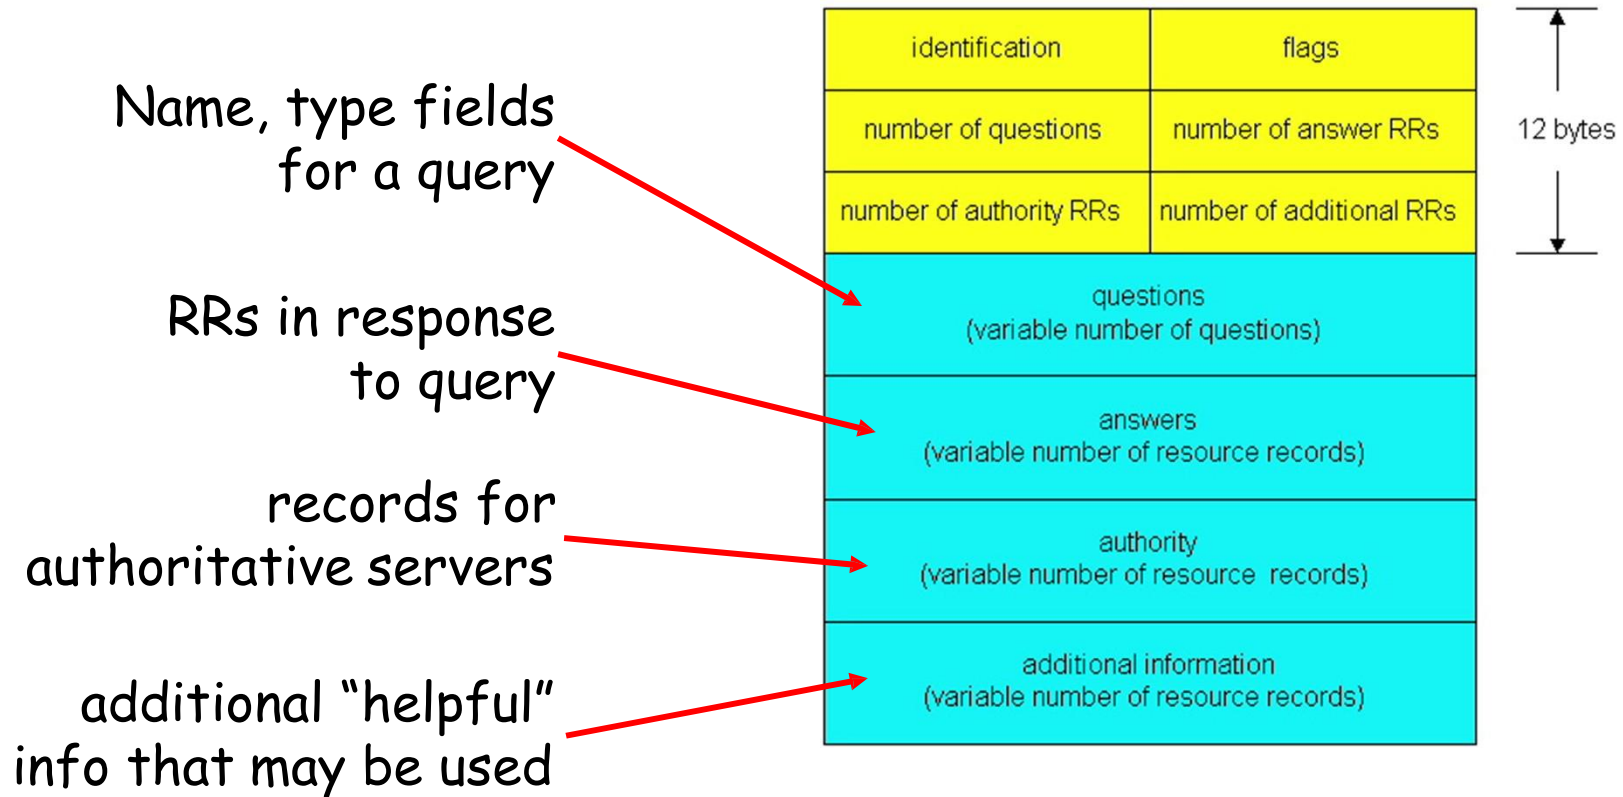 Name, type fields
for a query
RRs in response
to query
records for
authoritative servers
additional “helpful”
info that may be used
identification
flags
number of questions
number of answer RRs
number of authority RRs
number of additional RRs
12 bytes
questions
(variable number of questions)
answers
(variable number of resource records)
authority
(variable number of resource records)
additional information
(variable number of resource records)